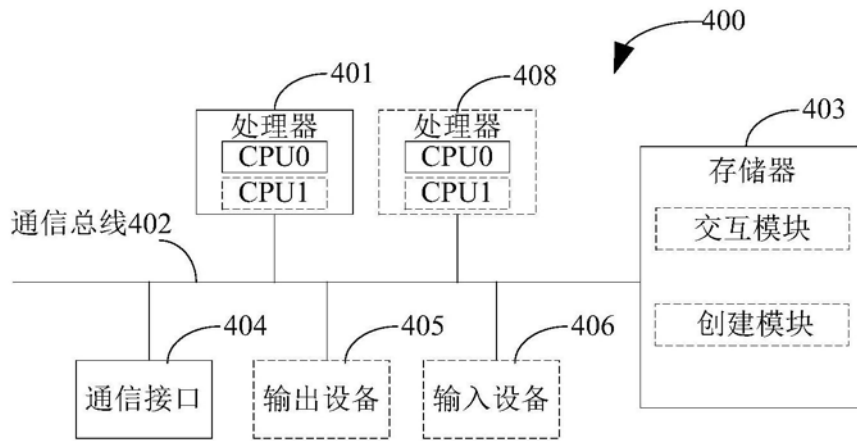 400
401
408
403
处理器
CPU0
CPU1
处理器
CPU0
CPU1
存储器
交互模块
创建模块
通信总线402
404
405
406
通信接口
输出设备
输入设备